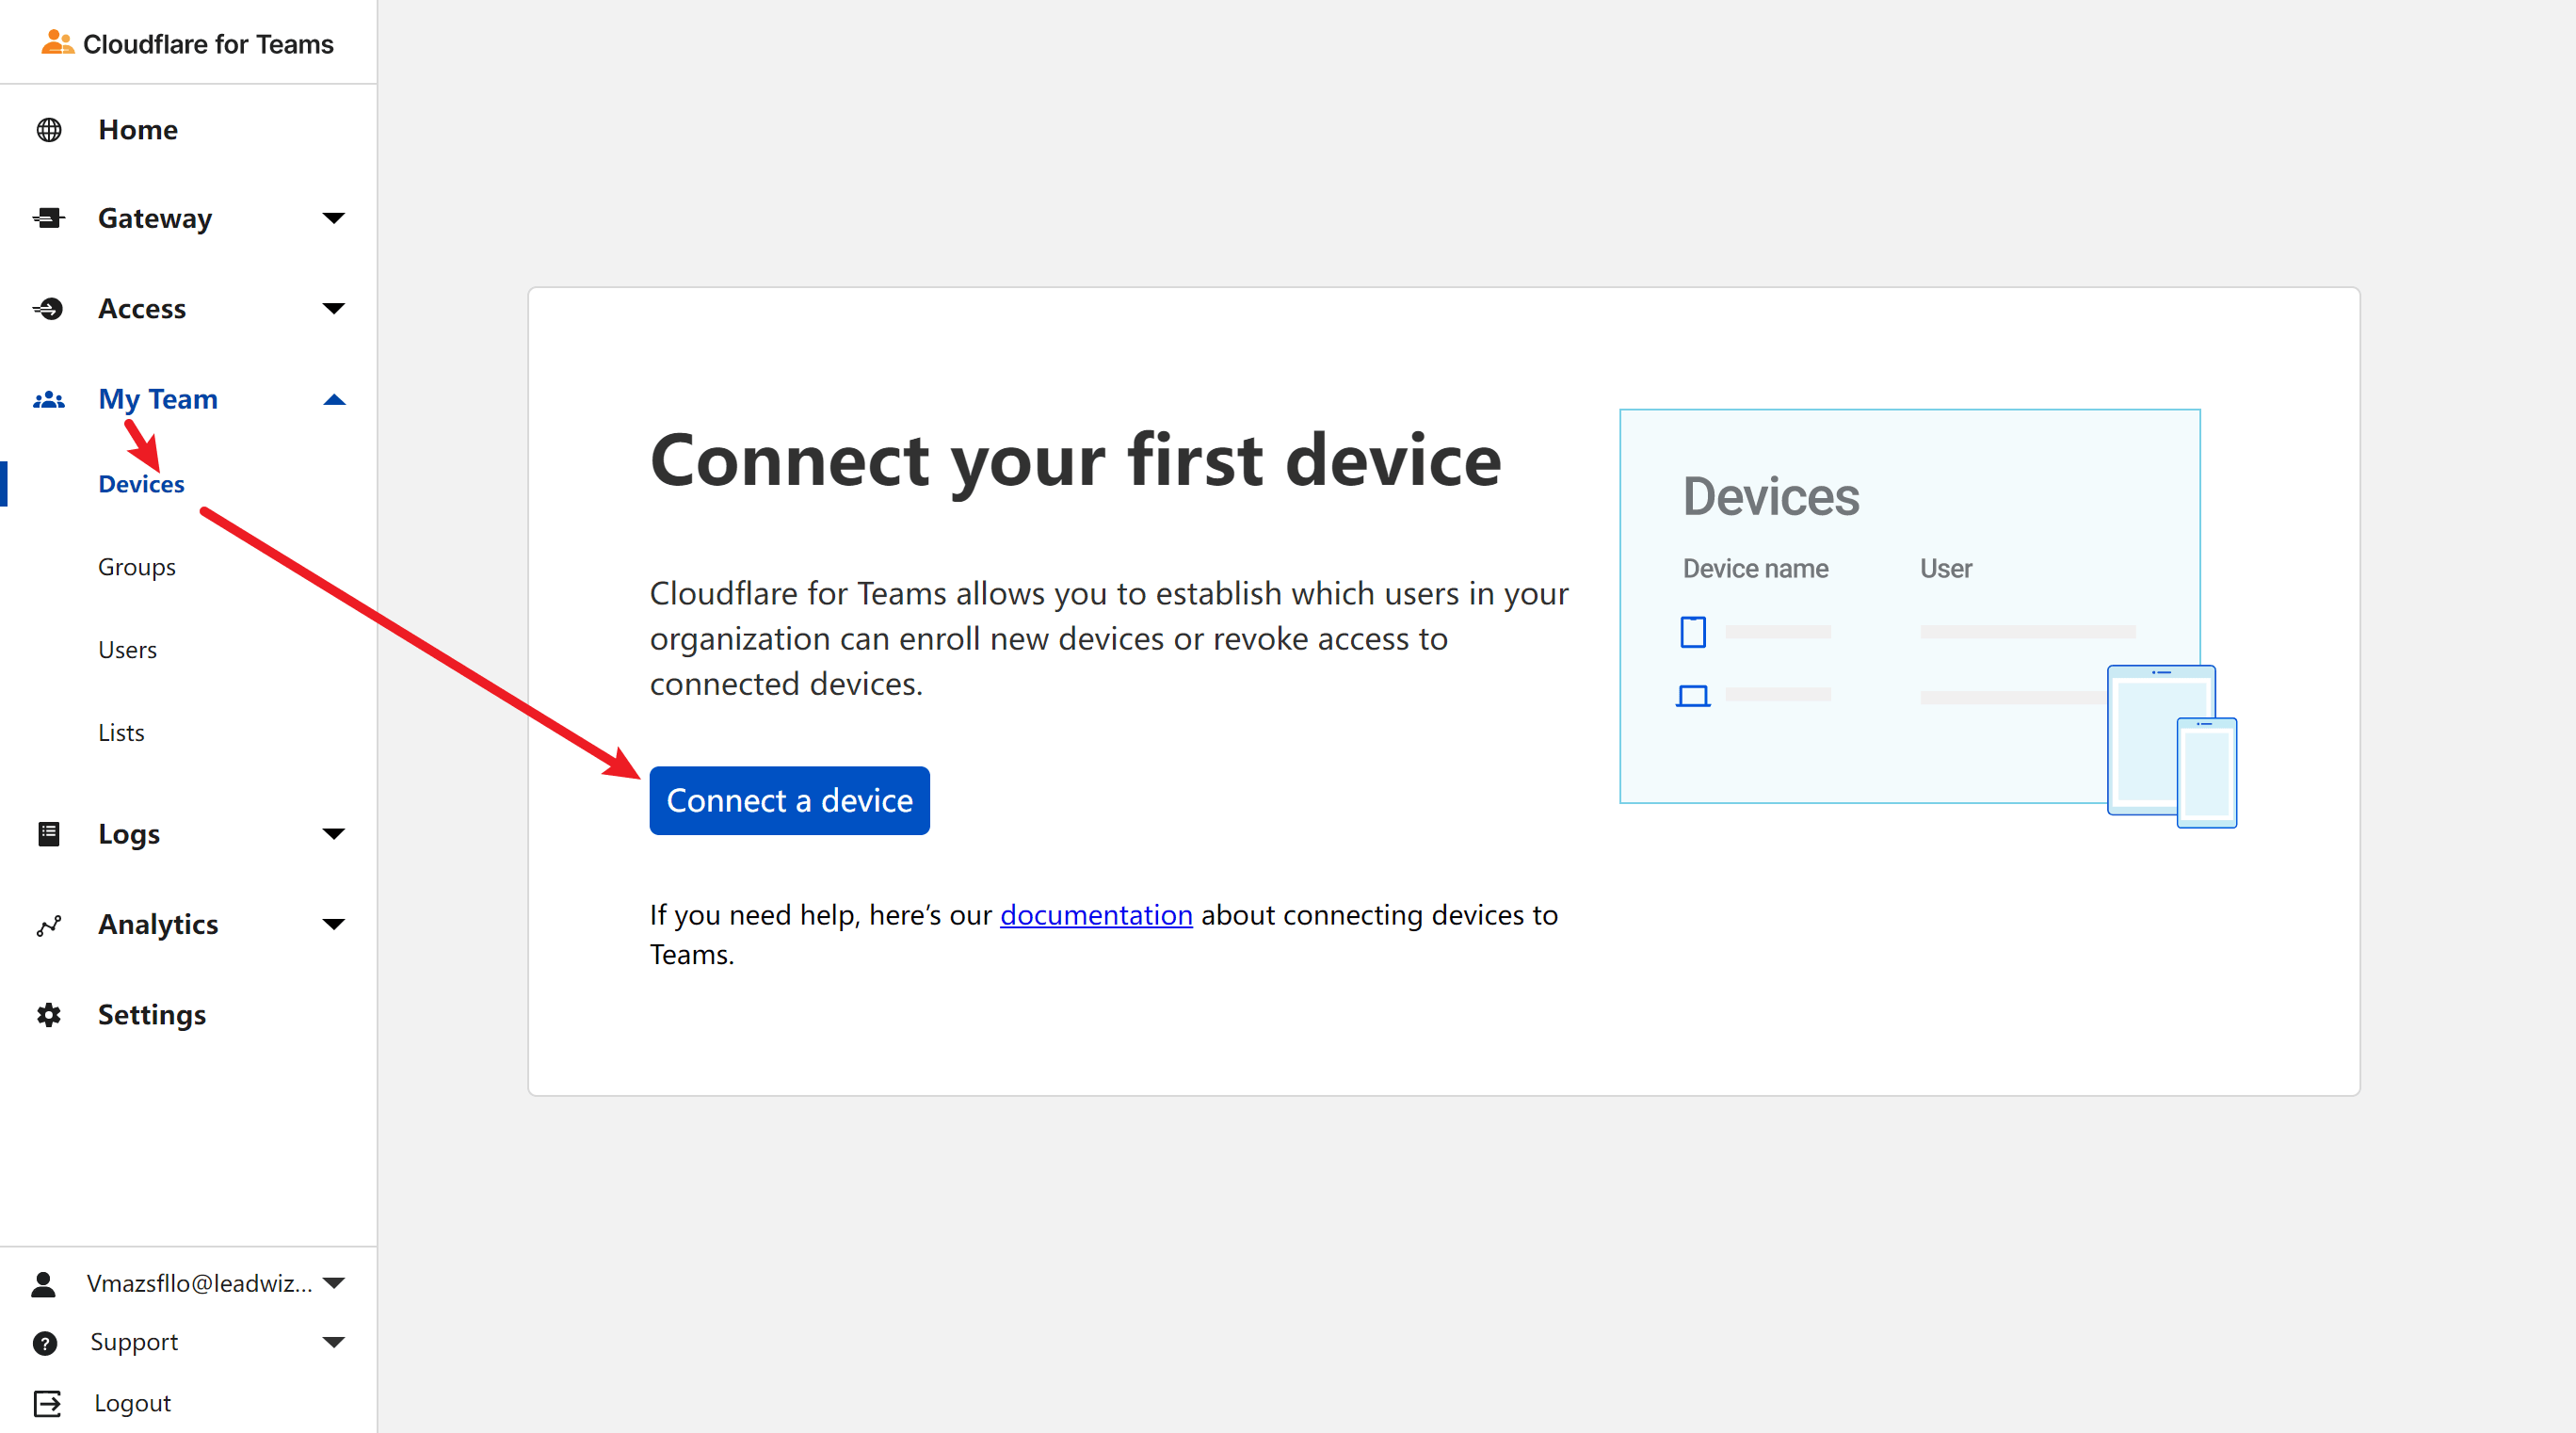 Cloudflare for Teams
Home
Gateway
Access
My Team
Devices
Groups
Users
Lists
Logs
Analytics
Settings
Vmazsfllo@leadwiz...
Support
Logout
Connect your first device
Cloudflare for Teams allows you to establish which users in your
organization can enroll new devices or revoke access to
connected devices.
Connect a device
If you need help, here’s our documentation about connecting devices to
Teams.
Devices
Device name User